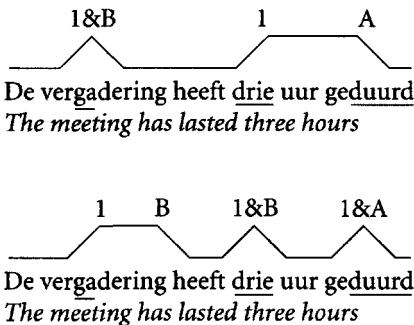 1&B 1 A
De vergadering heeft drie uur geduurd
The meeting has lasted three hours
1 B 1&B 1&A
De vergadering heeft drie uur geduurd
The meeting has lasted three hours